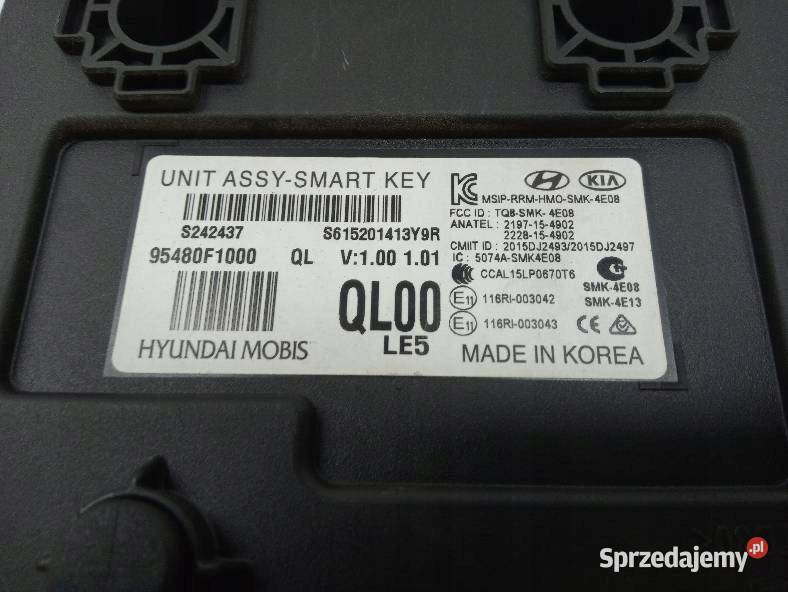 UNIT ASSY-SMART KEY
S242437 S615201413Y9R
95480F1000 QL V:1.00 1.01
QL00
LE5
HYUNDAI MOBIS
KIA
MSIP-RRM-HMO-SMK-4E08
FCC ID : TQ8-SMK- 4E08
ANATEL : 2197-15-4902
2228-15-4902
CMIIT ID : 2015DJ2493/2015DJ2497
IC : 5074A-SMK4E08
CCC CCAL15LP0670T6
SMK-4E08
SMK-4E13
E11 116RI-003042
E11 116RI-003043 CE
MADE IN KOREA
Sprzedajemy.pl